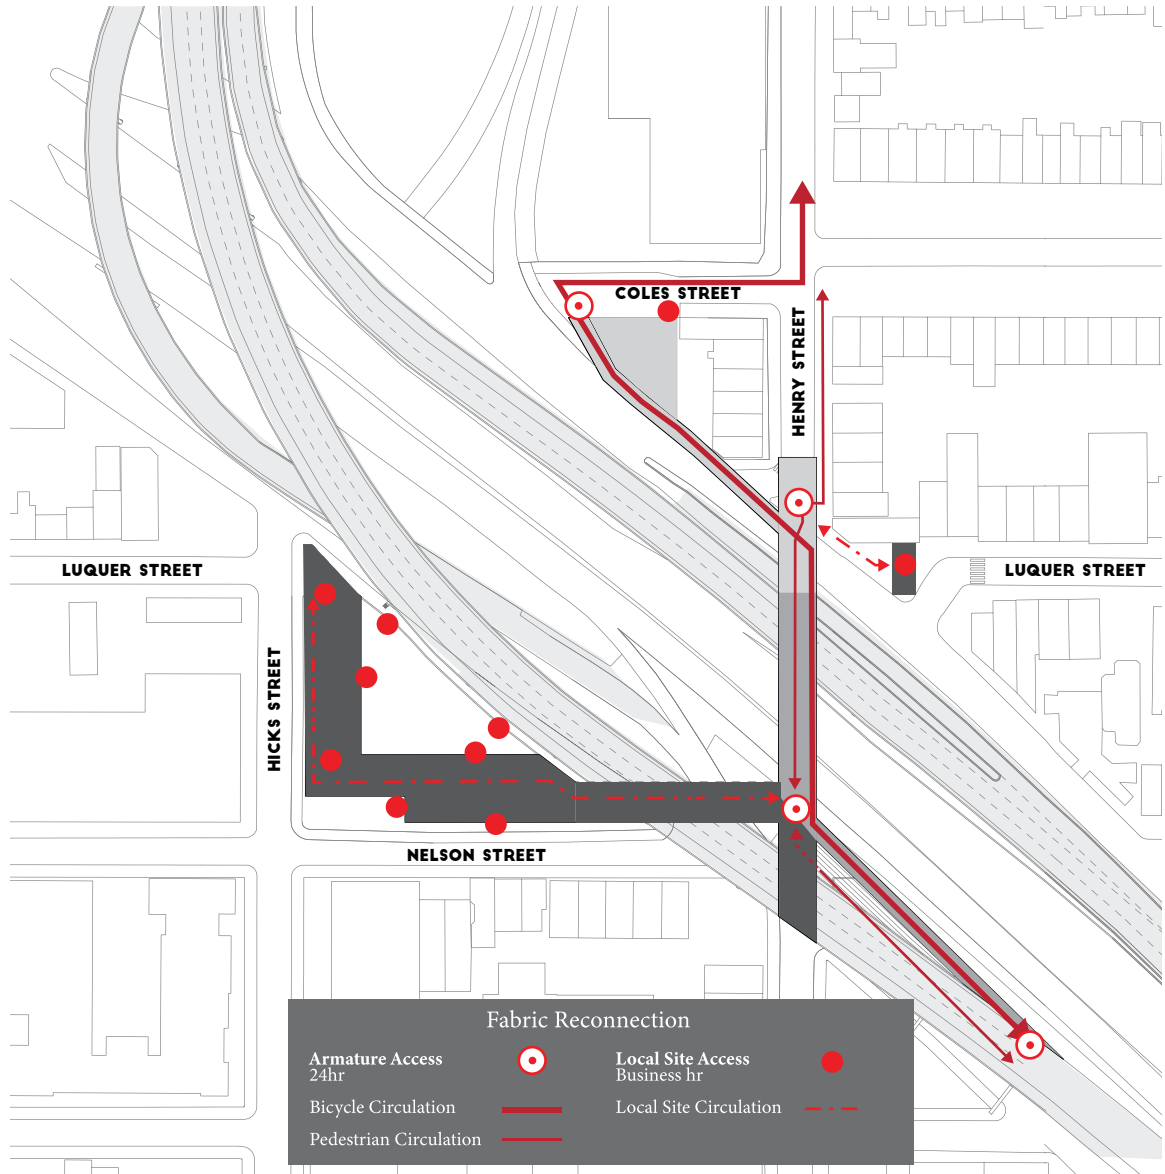 COLES STREET
HENRY STREET
LUQUER STREET
LUQUER STREET
HICKS STREET
NELSON STREET
Fabric Reconnection
Armature Access
24hr
Local Site Access
Business hr
Bicycle Circulation
Local Site Circulation
Pedestrian Circulation